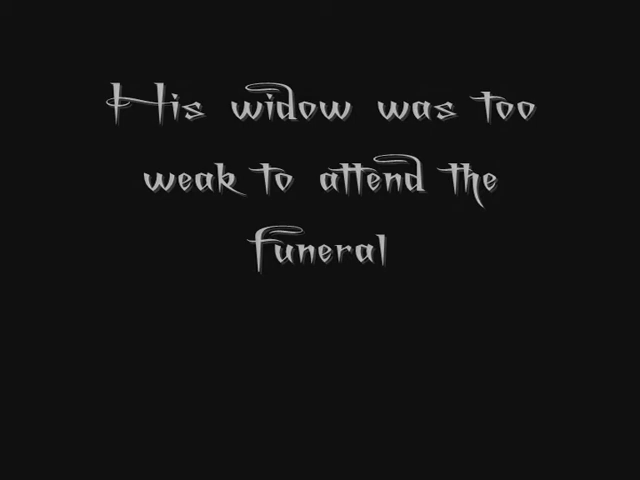 His widow was too
weak to attend the
funeral